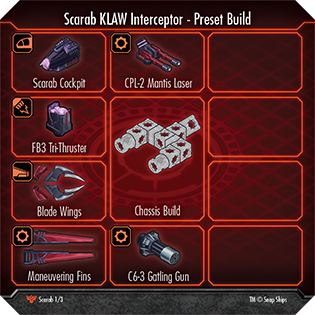 Scarab KLAW Interceptor - Preset Build
Scarab Cockpit
CPL-2 Mantis Laser
FB3 Tri-Thruster
Blade Wings
Chassis Build
Maneuvering Fins
C6-3 Gatling Gun
Scarab 1/3
TM © Snap Ships